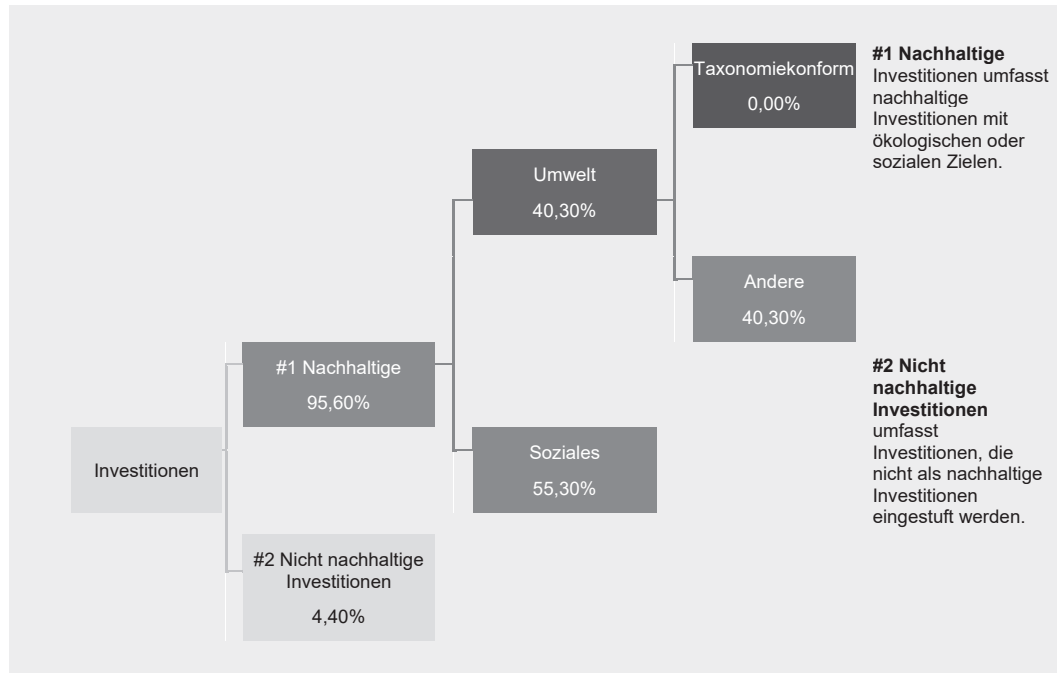 Investitionen
#1 Nachhaltige
95,60%
#2 Nicht nachhaltige
Investitionen
4,40%
Umwelt
40,30%
Soziales
55,30%
Taxonomiekonform
0,00%
Andere
40,30%
#1 Nachhaltige
Investitionen umfasst
nachhaltige
Investitionen mit
ökologischen oder
sozialen Zielen.
#2 Nicht
nachhaltige
Investitionen
umfasst
Investitionen, die
nicht als nachhaltige
Investitionen
eingestuft werden.